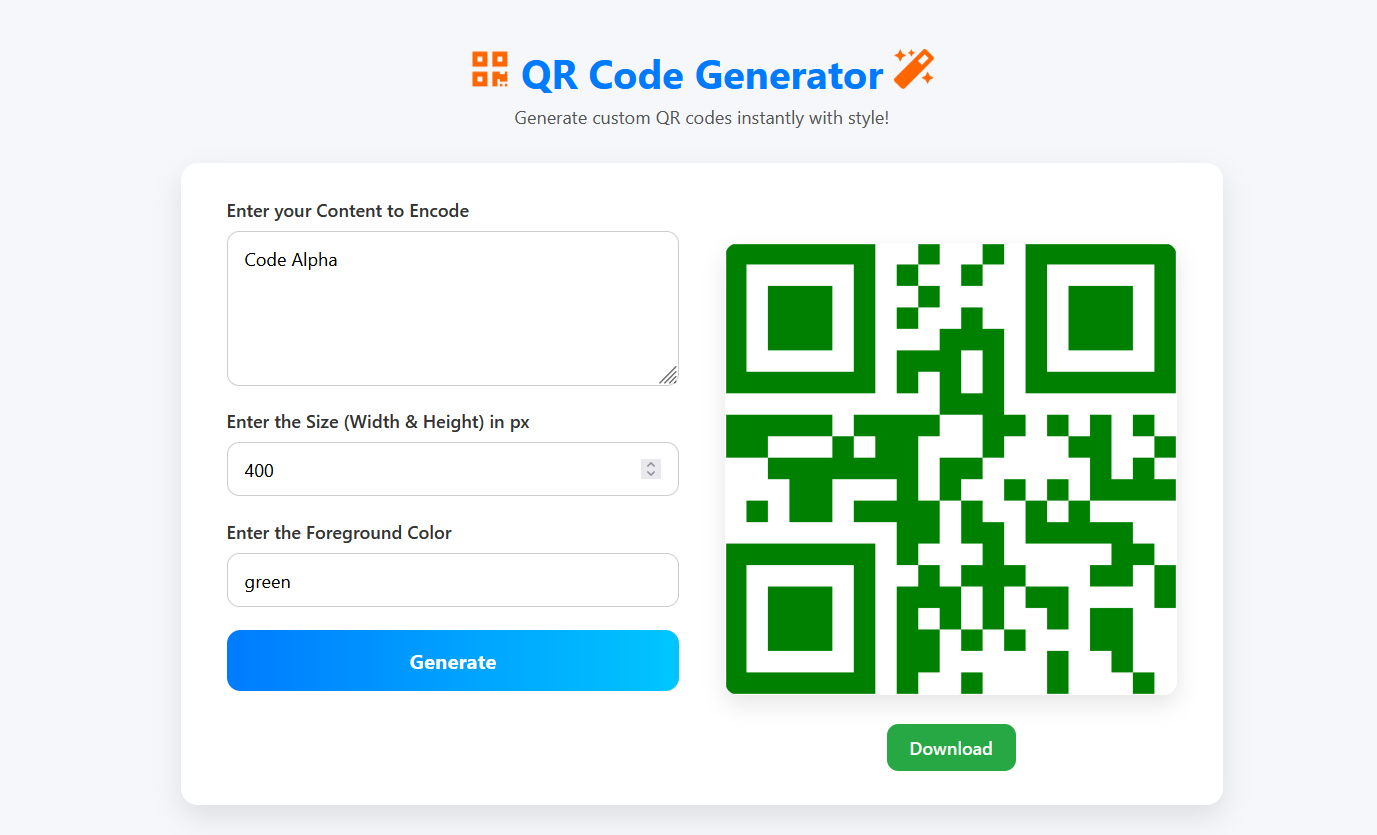 QR Code Generator
Generate custom QR codes instantly with style!
Enter your Content to Encode
Code Alpha
Enter the Size (Width & Height) in px
400
Enter the Foreground Color
green
Generate
Download